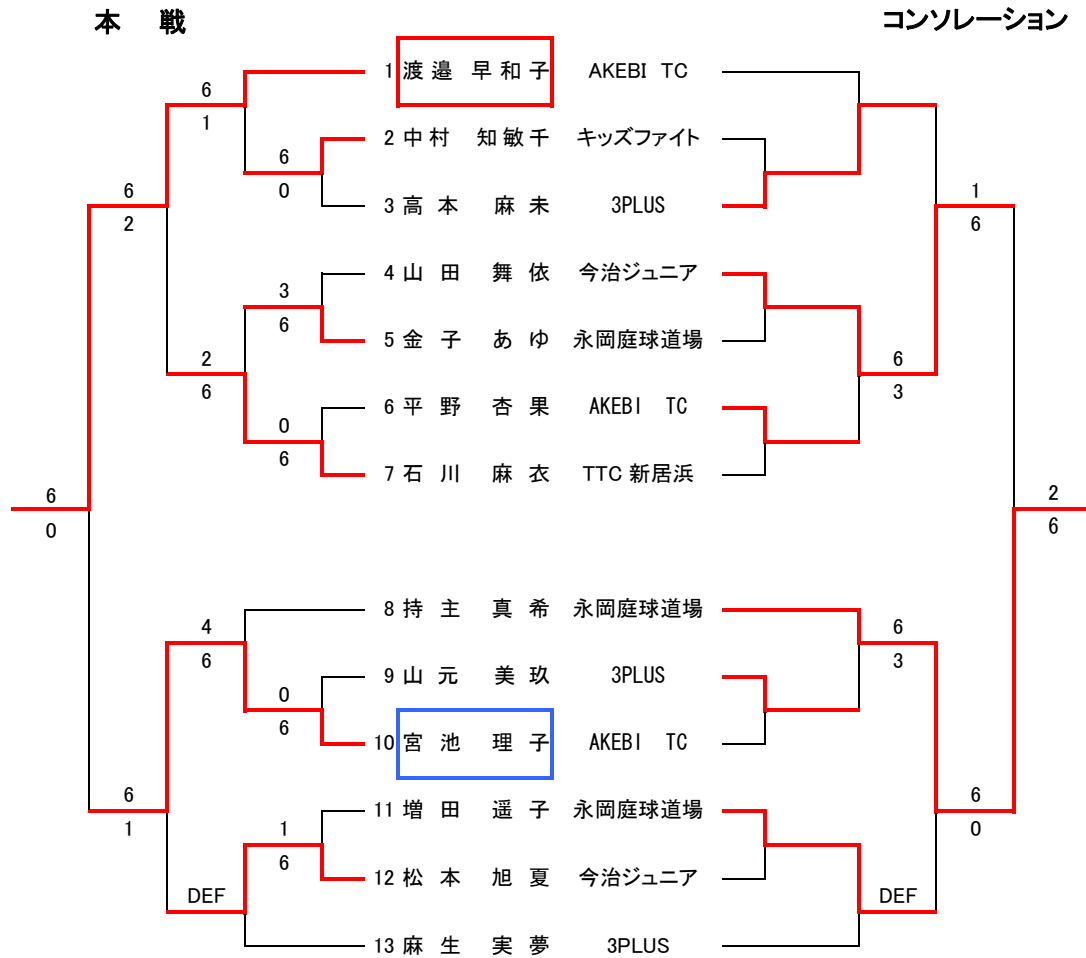 本 戦 コンソレーション
1 渡邉 早和子 AKEBI TC
6
1
2 中村 知敏千 キッズファイト
6
0
3 高本 麻未 3PLUS
6
2
1
6
4 山田 舞依 今治ジュニア
3
6
5 金子 あゆ 永岡庭球道場
2
6
6
3
6 平野 杏果 AKEBI TC
0
6
7 石川 麻衣 TTC 新居浜
6
0
2
6
8 持主 真希 永岡庭球道場
4
6
6
3
9 山元 美玖 3PLUS
0
6
10 宮池 理子 AKEBI TC
6
1
6
0
11 増田 遥子 永岡庭球道場
1
6
12 松本 旭夏 今治ジュニア
DEF DEF
13 麻生 実夢 3PLUS